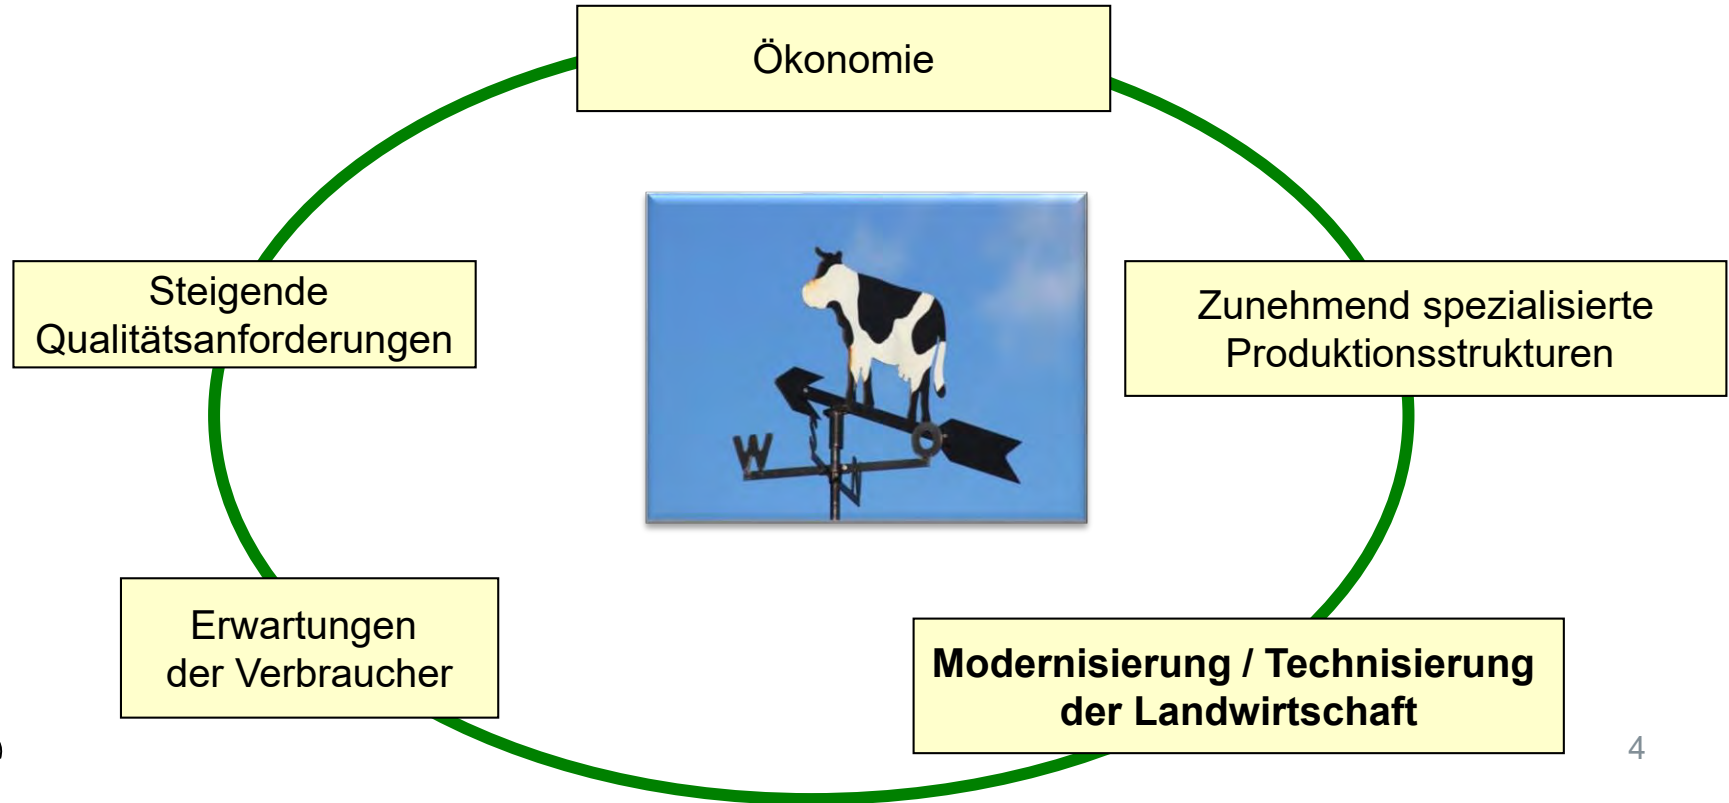 Ökonomie
Steigende
Qualitätsanforderungen
Zunehmend spezialisierte
Produktionsstrukturen
W
O
Erwartungen
der Verbraucher
Modernisierung / Technisierung
der Landwirtschaft
4